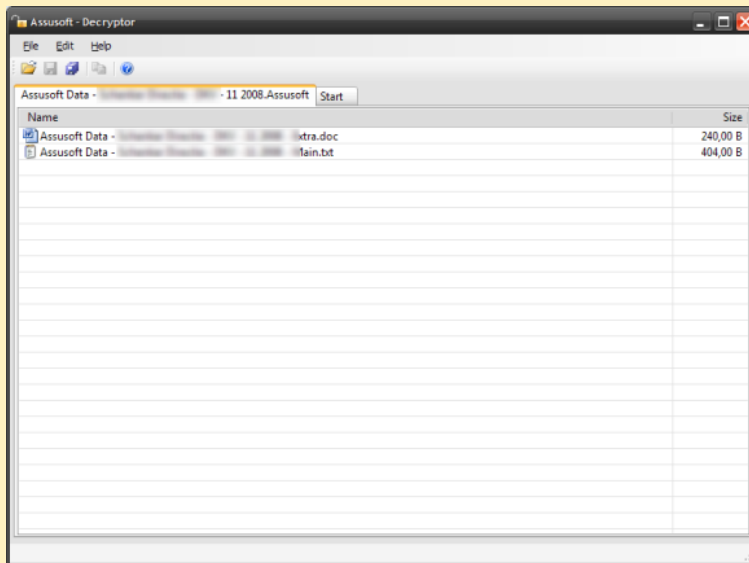 Assusoft - Decryptor
File Edit Help
Assusoft Data - - 11 2008.Assusoft Start
Name Size
Assusoft Data - xtra.doc 240,00 B
Assusoft Data - Main.txt 404,00 B